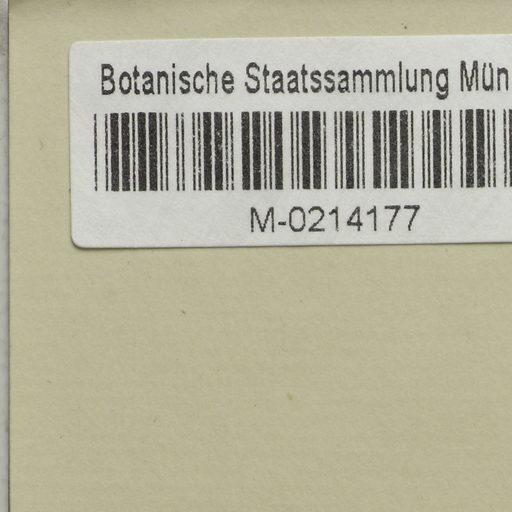 Botanische Staatssammlung Mün
M-0214177